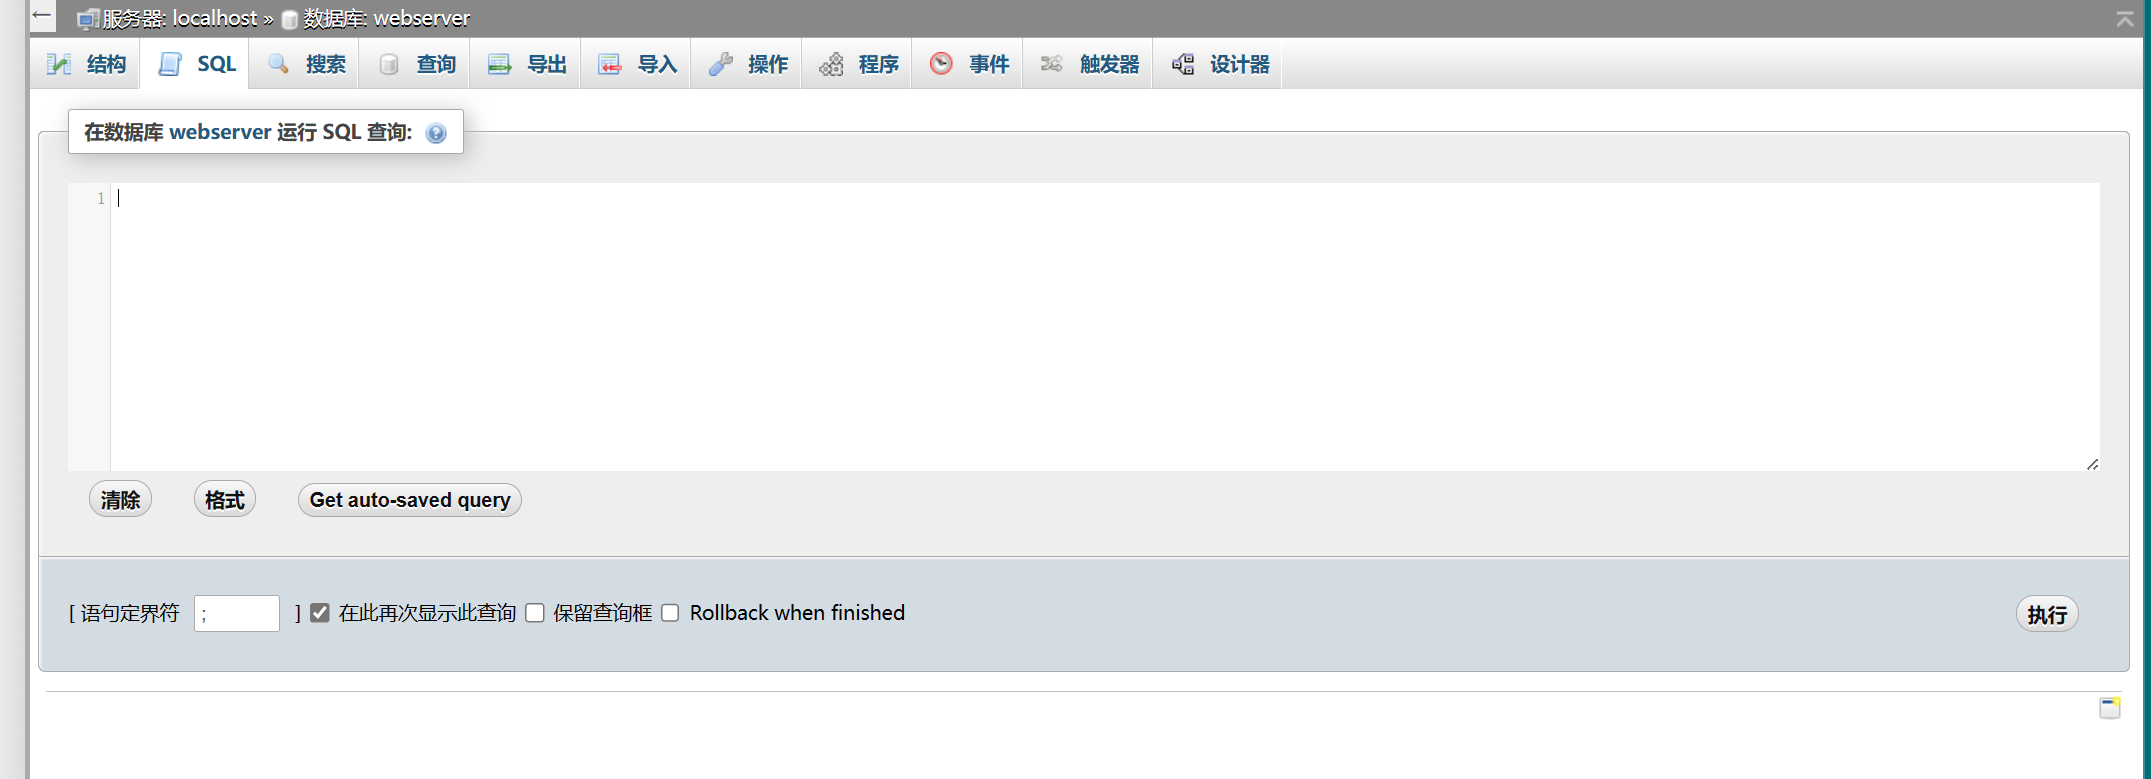 服务器: localhost » 数据库: webserver
结构 SQL 搜索 查询 导出 导入 操作 程序 事件 触发器 设计器
在数据库 webserver 运行 SQL 查询:
1
清除 格式 Get auto-saved query
[ 语句定界符 ; ] 在此再次显示此查询 保留查询框 Rollback when finished 执行